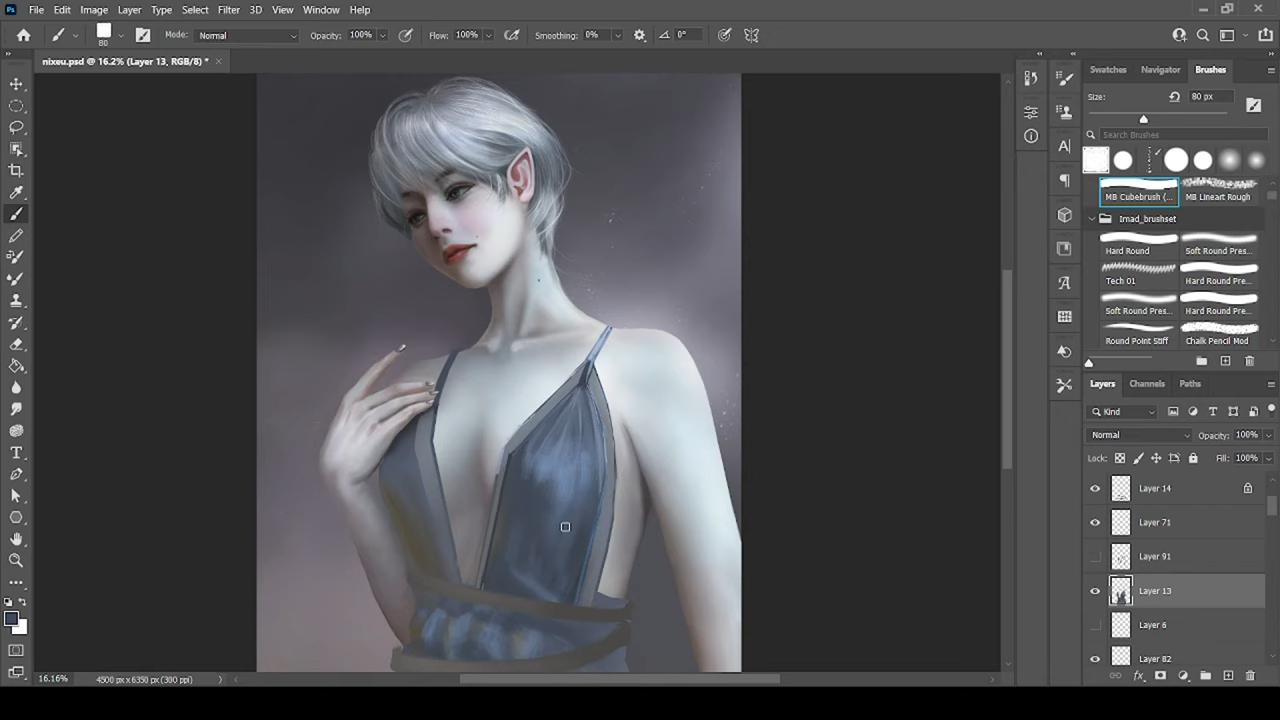 Ps File Edit Image Layer Type Select Filter 3D View Window Help
80 Mode: Normal Opacity: 100% Flow: 100% Smoothing: 0% 0°
nixeu.psd @ 16.2% (Layer 13, RGB/8) *
Swatches Navigator Brushes
Size: 80 px
Search Brushes
MB Cubebrush (... MB Lineart Rough
Imad_brushset
Hard Round Soft Round Pres...
Tech 01 Hard Round Pre...
Soft Round Pres... Hard Round Pres...
Round Point Stiff Chalk Pencil Mod
Layers Channels Paths
Kind
Normal Opacity: 100%
Lock: Fill: 100%
Layer 14
Layer 71
Layer 91
Layer 13
Layer 6
Layer 82
16.16% 4500 px x 6350 px (300 ppi)
fx